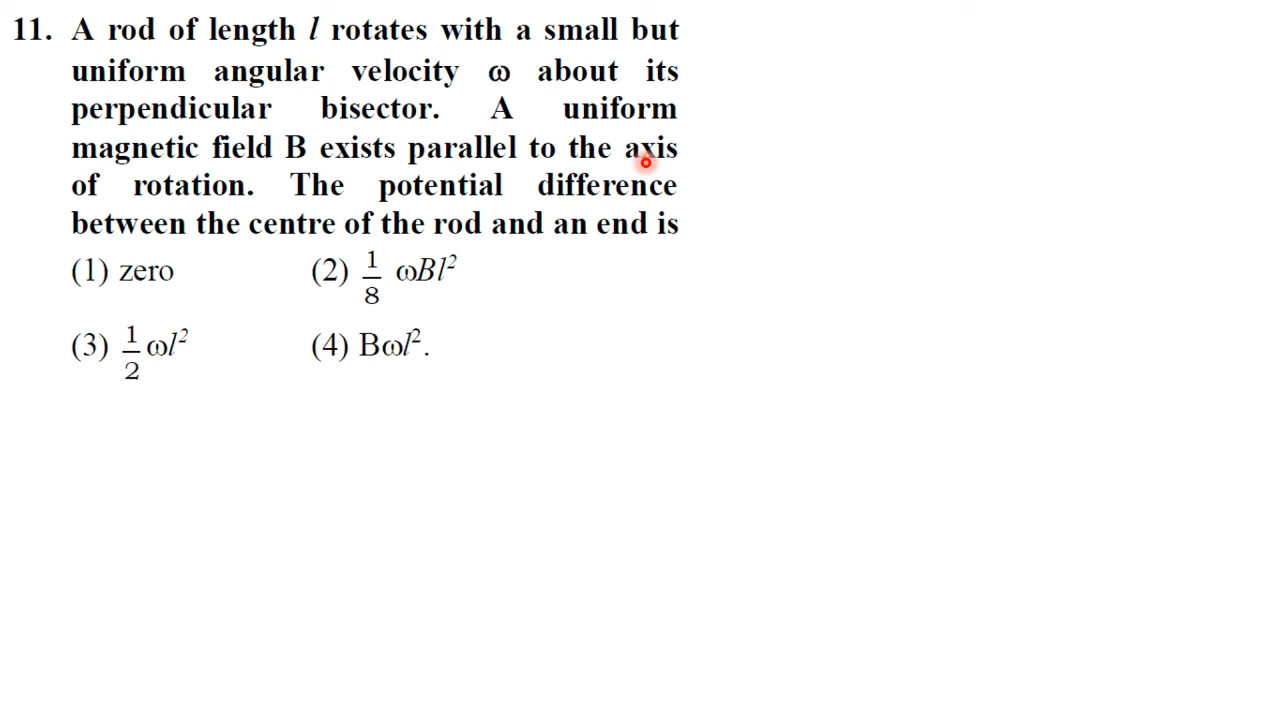 11. A rod of length l rotates with a small but
uniform angular velocity ω about its
perpendicular bisector. A uniform
magnetic field B exists parallel to the axis
of rotation. The potential difference
between the centre of the rod and an end is
(1) zero (2) 1/8 ωBl²
(3) 1/2 ωl² (4) Bωl².